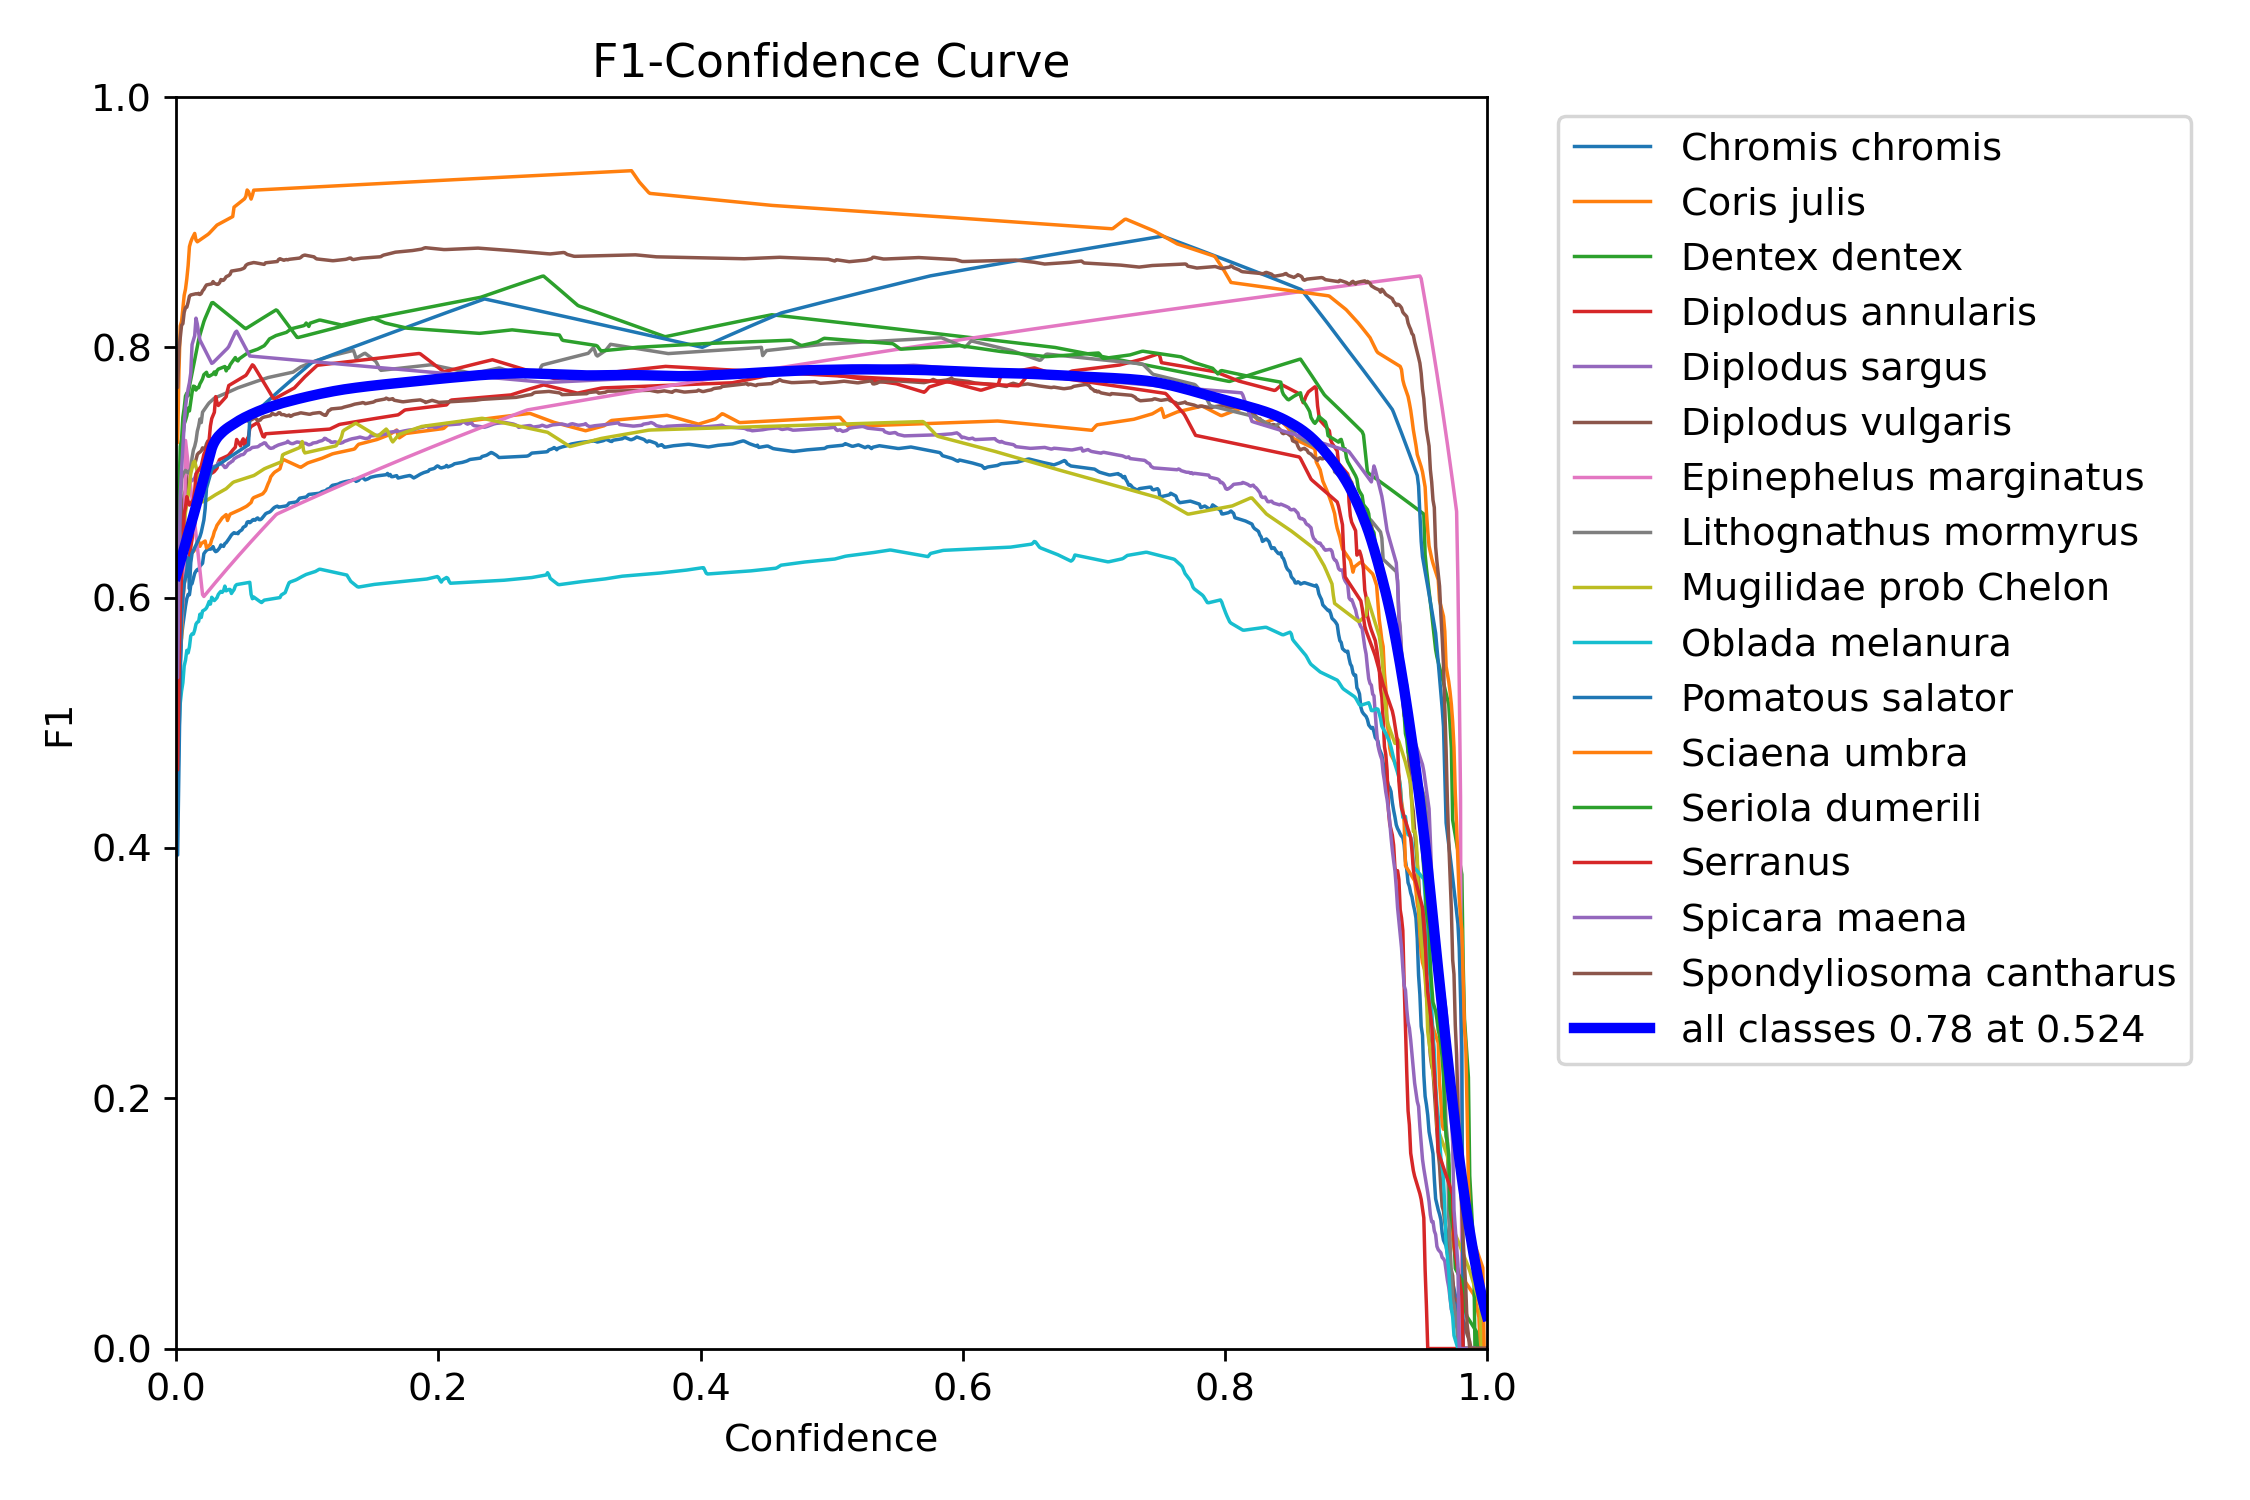 F1-Confidence Curve
1.0
0.8
0.6
0.4
0.2
0.0
F1
0.0 0.2 0.4 0.6 0.8 1.0
Confidence
Chromis chromis
Coris julis
Dentex dentex
Diplodus annularis
Diplodus sargus
Diplodus vulgaris
Epinephelus marginatus
Lithognathus mormyrus
Mugilidae prob Chelon
Oblada melanura
Pomatous salator
Sciaena umbra
Seriola dumerili
Serranus
Spicara maena
Spondyliosoma cantharus
all classes 0.78 at 0.524